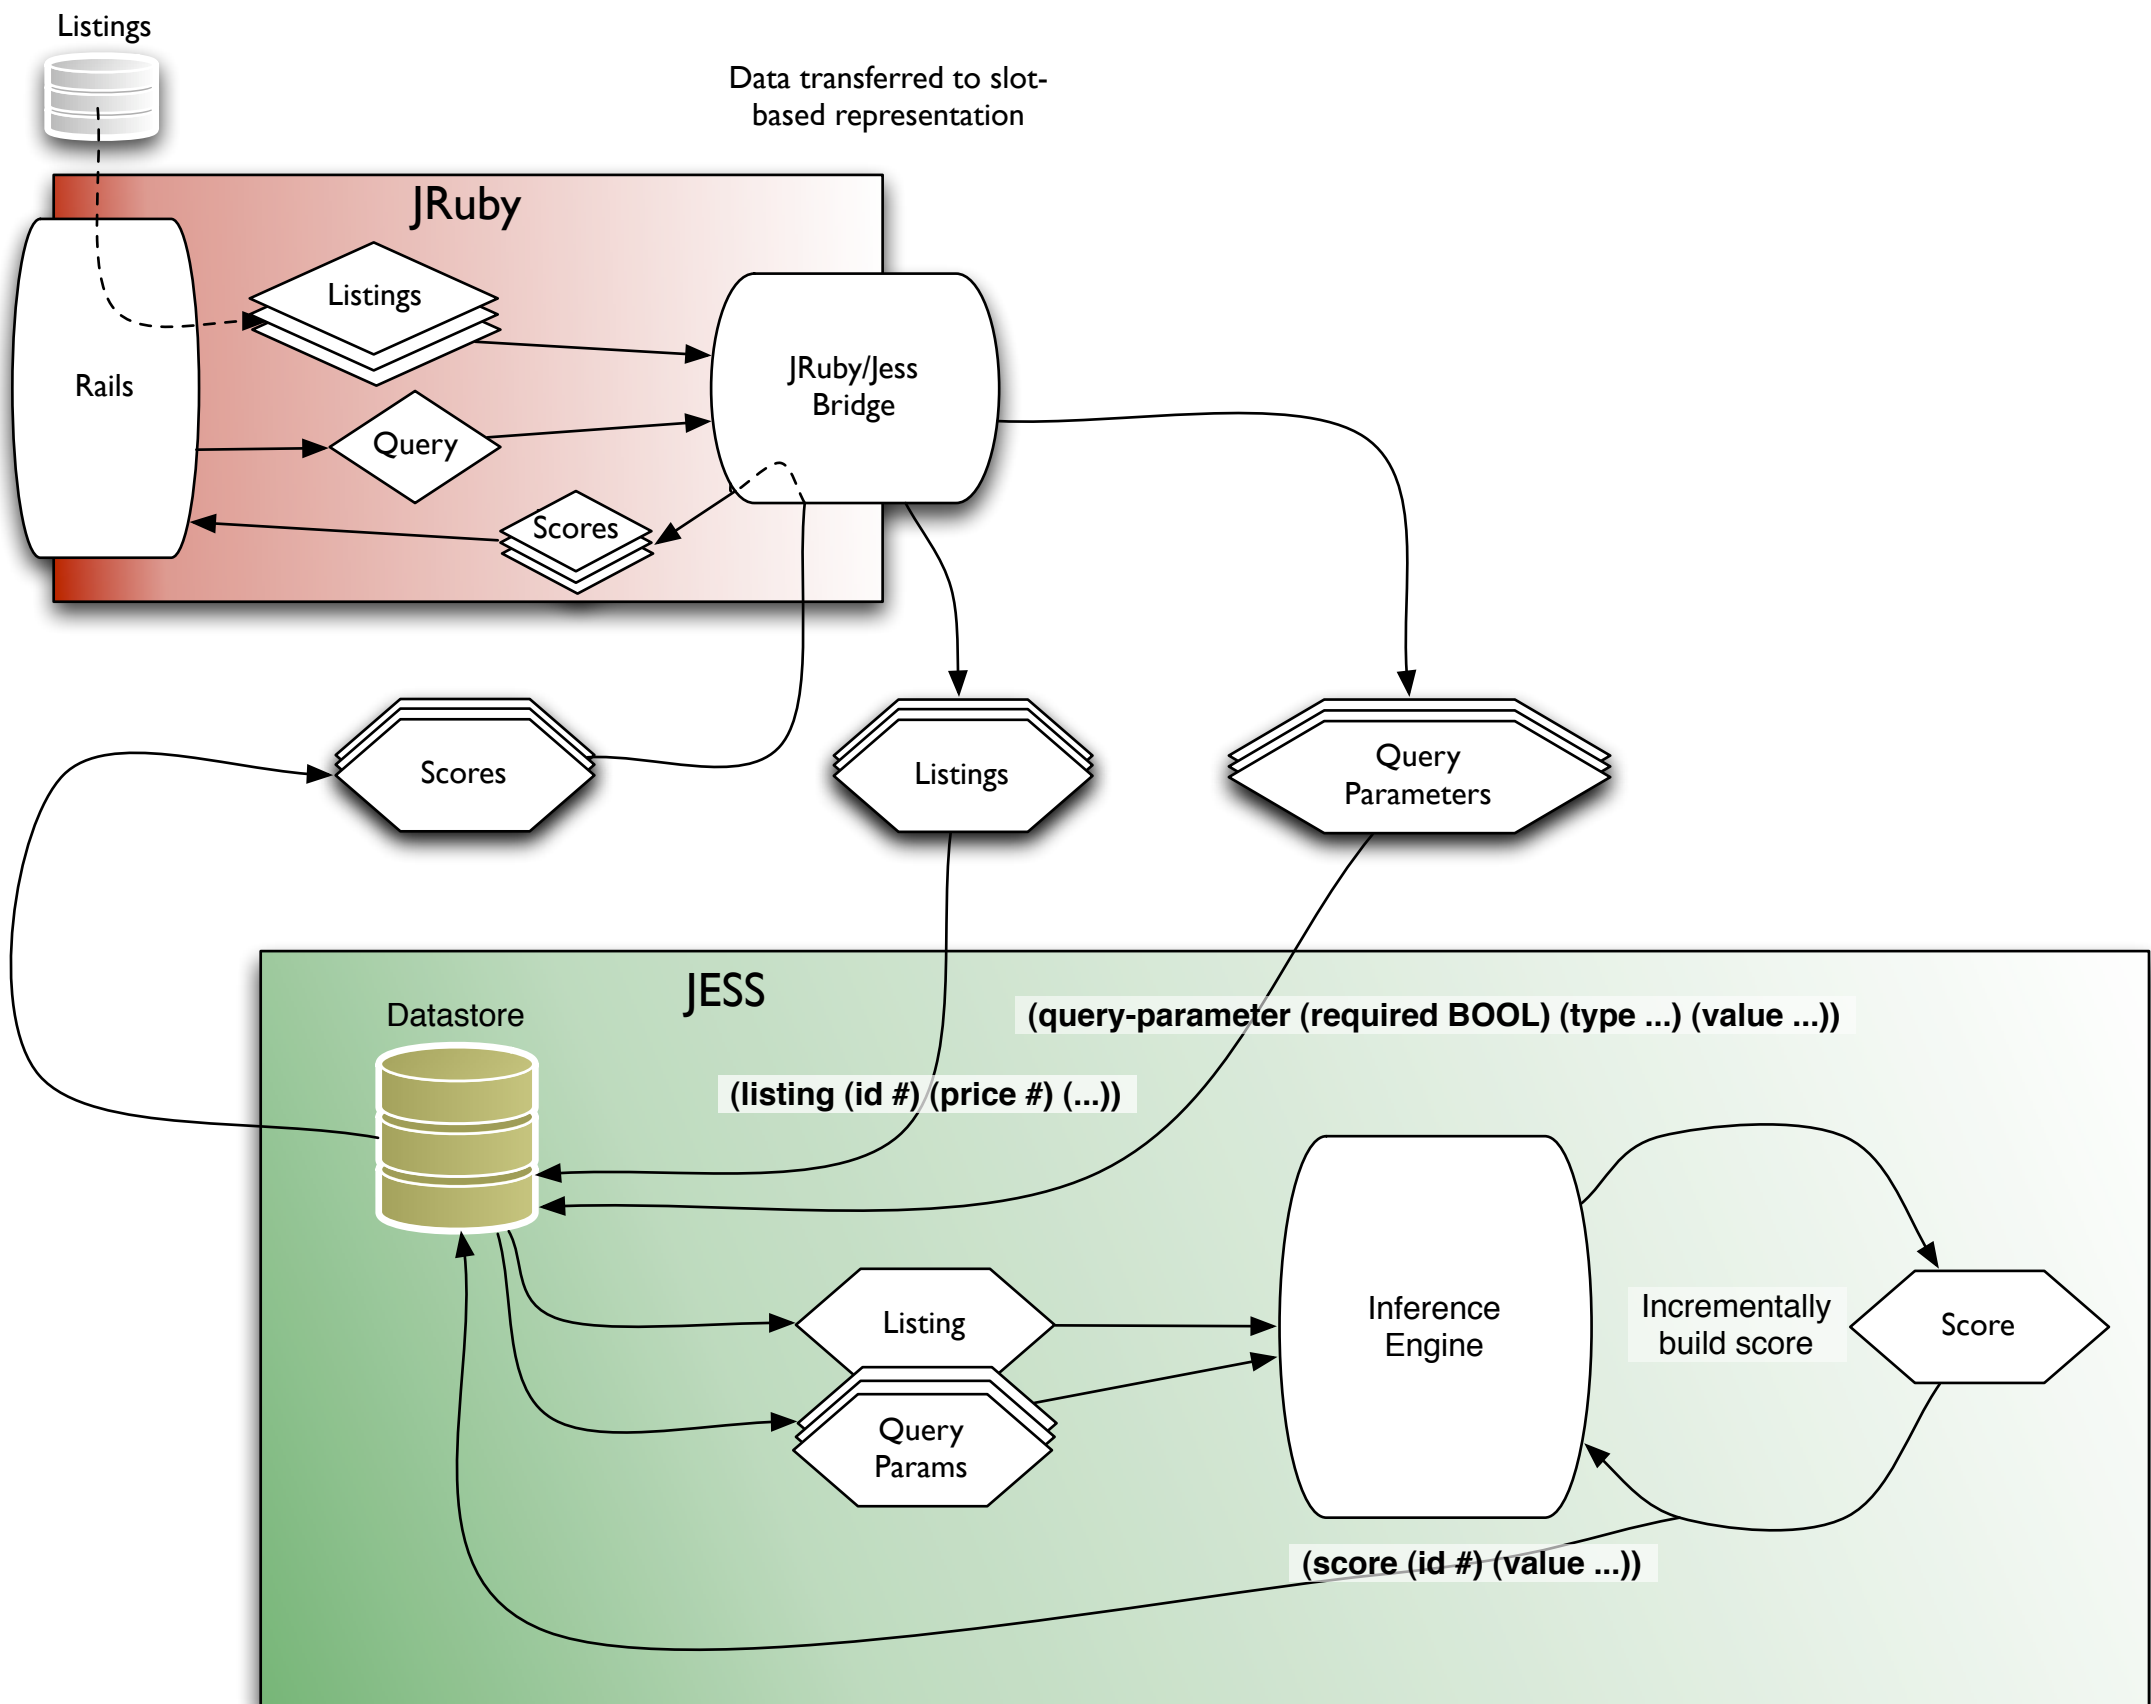 Listings
Data transferred to slot-
based representation
JRuby
Listings
Rails
JRuby/Jess
Bridge
Query
Scores
Scores
Listings
Query
Parameters
JESS
Datastore
(query-parameter (required BOOL) (type ...) (value ...))
(listing (id #) (price #) (...))
Listing
Inference
Engine
Incrementally
build score
Score
Query
Params
(score (id #) (value ...))